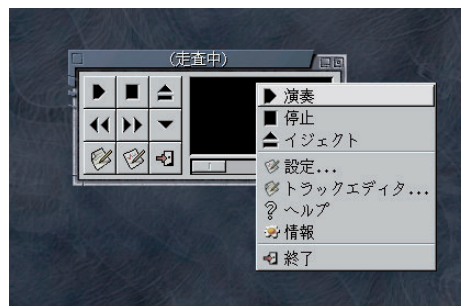 (走査中)
演奏
停止
イジェクト
設定...
トラックエディタ...
ヘルプ
情報
終了